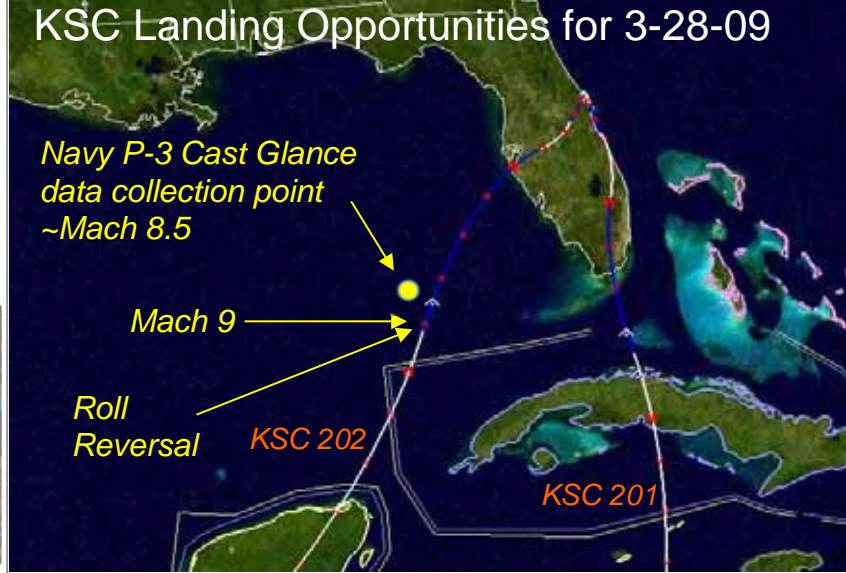 KSC Landing Opportunities for 3-28-09
Navy P-3 Cast Glance
data collection point
~Mach 8.5
Mach 9
Roll
Reversal
KSC 202
KSC 201